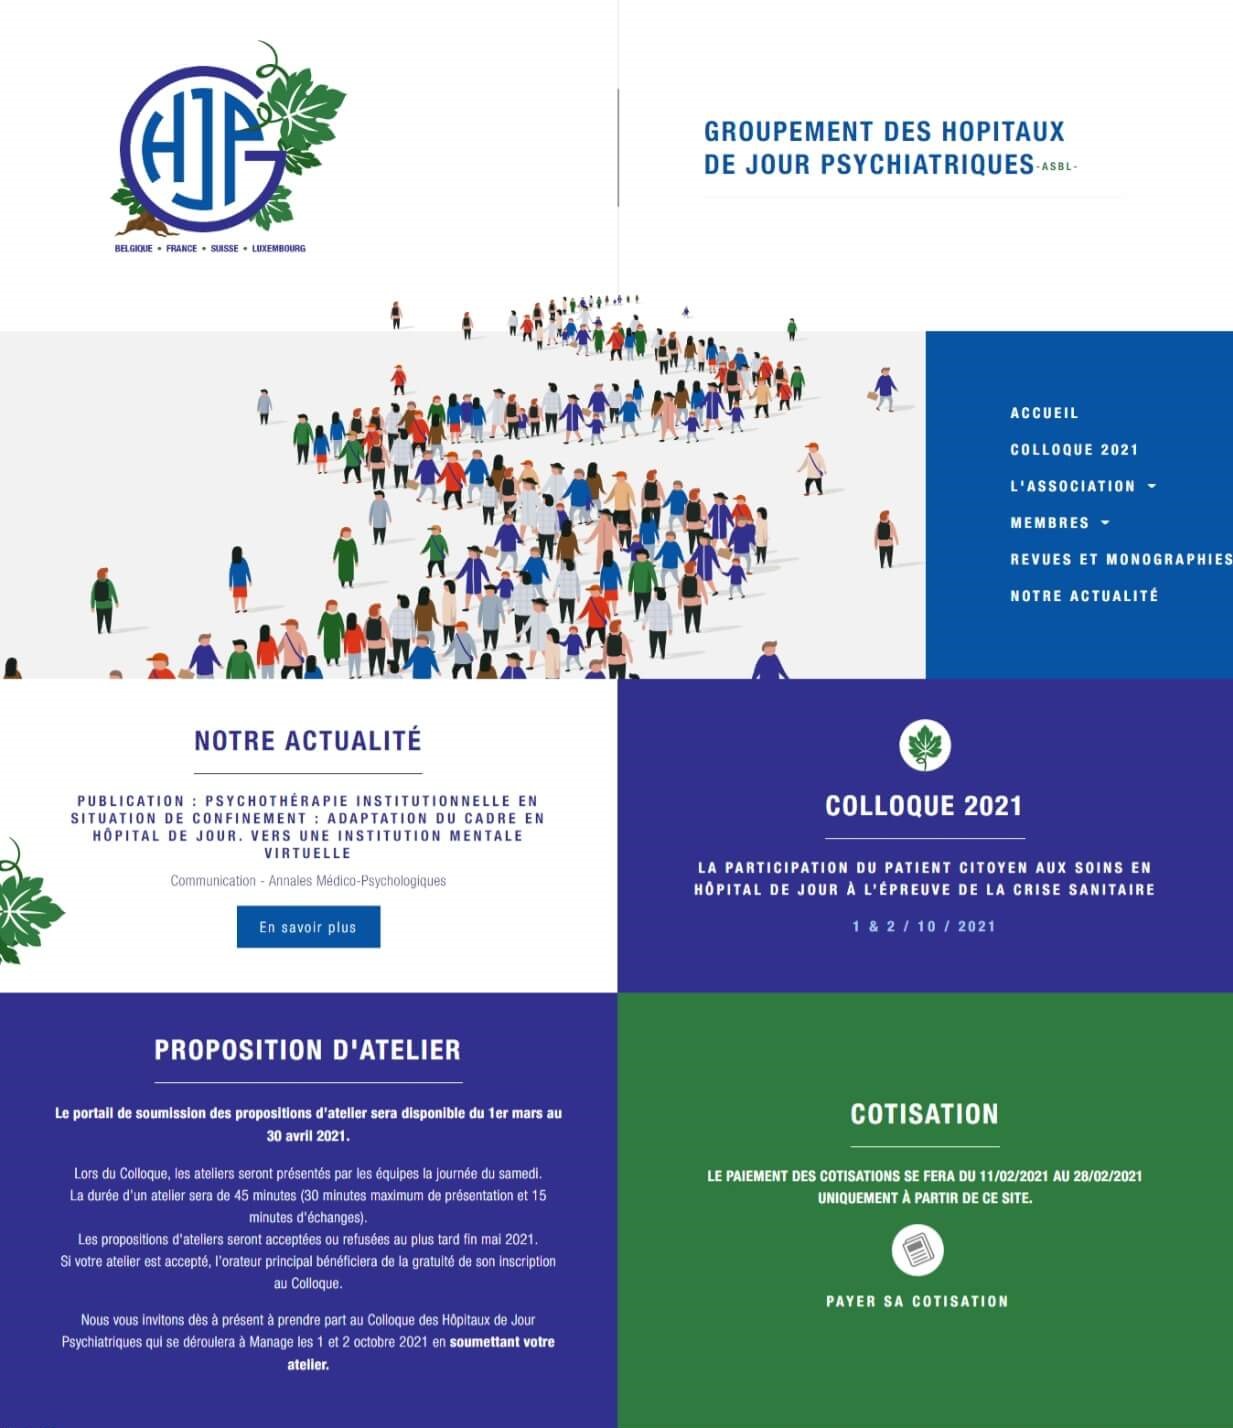 HJPG
BELGIQUE • FRANCE • SUISSE • LUXEMBOURG
GROUPEMENT DES HOPITAUX
DE JOUR PSYCHIATRIQUES-ASBL-
ACCUEIL
COLLOQUE 2021
L'ASSOCIATION
MEMBRES
REVUES ET MONOGRAPHIES
NOTRE ACTUALITÉ
NOTRE ACTUALITÉ
PUBLICATION : PSYCHOTHÉRAPIE INSTITUTIONNELLE EN
SITUATION DE CONFINEMENT : ADAPTATION DU CADRE EN
HÔPITAL DE JOUR. VERS UNE INSTITUTION MENTALE
VIRTUELLE
Communication - Annales Médico-Psychologiques
En savoir plus
COLLOQUE 2021
LA PARTICIPATION DU PATIENT CITOYEN AUX SOINS EN
HÔPITAL DE JOUR À L'ÉPREUVE DE LA CRISE SANITAIRE
1 & 2 / 10 / 2021
PROPOSITION D'ATELIER
Le portail de soumission des propositions d'atelier sera disponible du 1er mars au
30 avril 2021.
Lors du Colloque, les ateliers seront présentés par les équipes la journée du samedi.
La durée d'un atelier sera de 45 minutes (30 minutes maximum de présentation et 15
minutes d'échanges).
Les propositions d'ateliers seront acceptées ou refusées au plus tard fin mai 2021.
Si votre atelier est accepté, l'orateur principal bénéficiera de la gratuité de son inscription
au Colloque.
Nous vous invitons dès à présent à prendre part au Colloque des Hôpitaux de Jour
Psychiatriques qui se déroulera à Manage les 1 et 2 octobre 2021 en soumettant votre
atelier.
COTISATION
LE PAIEMENT DES COTISATIONS SE FERA DU 11/02/2021 AU 28/02/2021
UNIQUEMENT À PARTIR DE CE SITE.
PAYER SA COTISATION